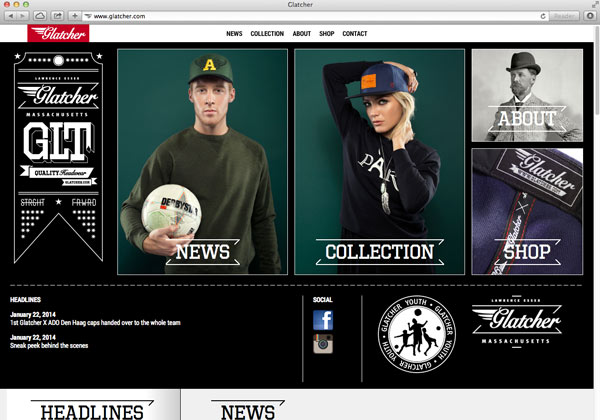 Glatcher
www.glatcher.com
Reader
Glatcher
NEWS COLLECTION ABOUT SHOP CONTACT
LAWRENCE ESSEX
Glatcher
MASSACHUSETTS
GLT
QUALITY Headwear
GLATCHER.COM
STRGHT FRWRD
A
DERBYSTAR
NEWS
PARK
COLLECTION
ABOUT
Glatcher
WWW.GLATCHER.COM
SHOP
HEADLINES
January 22, 2014
1st Glatcher X ADO Den Haag caps handed over to the whole team
January 22, 2014
Sneak peek behind the scenes
SOCIAL
f
GLATCHER YOUTH · GLATCHER YOUTH · GLATCHER YOUTH
LAWRENCE ESSEX
Glatcher
MASSACHUSETTS
HEADLINES
NEWS